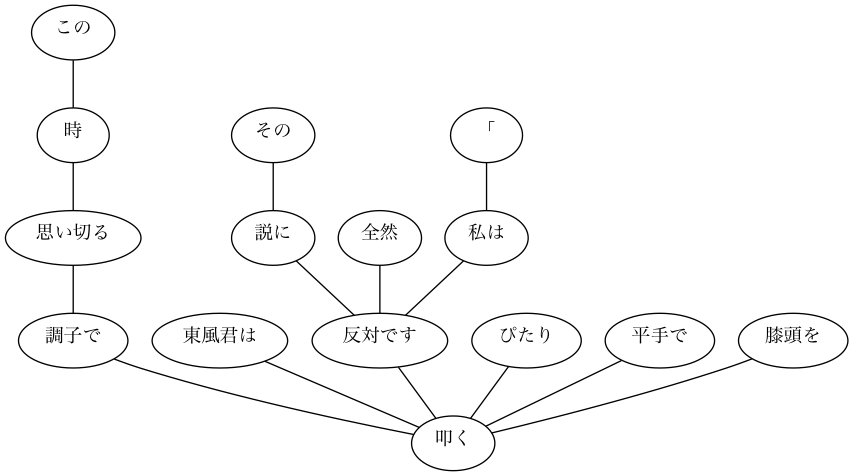 この
時
その
「
思い切る
説に
全然
私は
調子で
東風君は
反対です
ぴたり
平手で
膝頭を
叩く